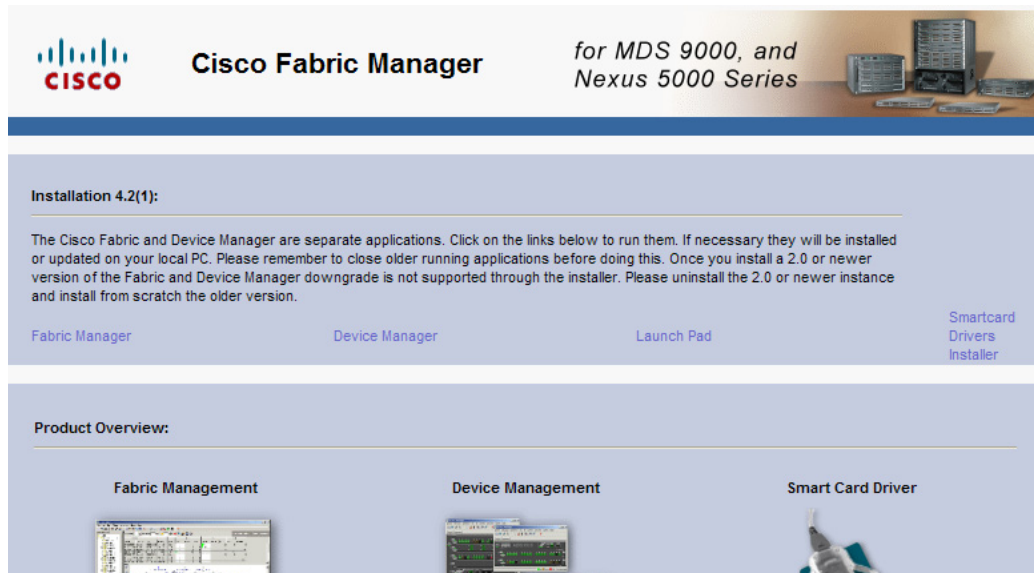 CISCO
Cisco Fabric Manager
for MDS 9000, and
Nexus 5000 Series
Installation 4.2(1):
The Cisco Fabric and Device Manager are separate applications. Click on the links below to run them. If necessary they will be installed
or updated on your local PC. Please remember to close older running applications before doing this. Once you install a 2.0 or newer
version of the Fabric and Device Manager downgrade is not supported through the installer. Please uninstall the 2.0 or newer instance
and install from scratch the older version.
Fabric Manager
Device Manager
Launch Pad
Smartcard
Drivers
Installer
Product Overview:
Fabric Management
Device Management
Smart Card Driver